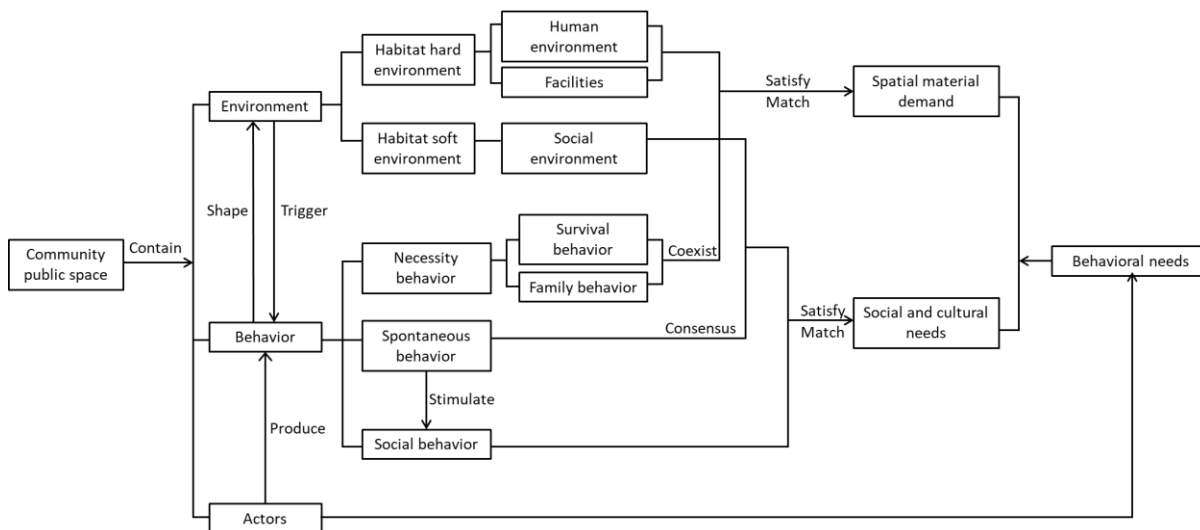 Community
public space
Contain
Environment
Shape
Trigger
Behavior
Produce
Actors
Habitat hard
environment
Habitat soft
environment
Human
environment
Facilities
Social
environment
Necessity
behavior
Survival
behavior
Family behavior
Coexist
Spontaneous
behavior
Consensus
Stimulate
Social behavior
Satisfy
Match
Spatial material
demand
Satisfy
Match
Social and cultural
needs
Behavioral needs